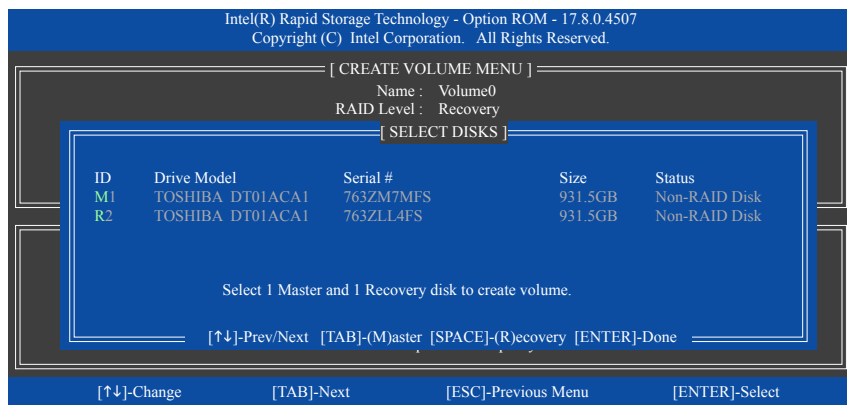 Intel(R) Rapid Storage Technology - Option ROM - 17.8.0.4507
Copyright (C) Intel Corporation. All Rights Reserved.
[ CREATE VOLUME MENU ]
Name : Volume0
RAID Level : Recovery
[ SELECT DISKS ]
ID Drive Model Serial # Size Status
M1 TOSHIBA DT01ACA1 763ZM7MFS 931.5GB Non-RAID Disk
R2 TOSHIBA DT01ACA1 763ZLL4FS 931.5GB Non-RAID Disk
Select 1 Master and 1 Recovery disk to create volume.
[↑↓]-Prev/Next [TAB]-(M)aster [SPACE]-(R)ecovery [ENTER]-Done
[↑↓]-Change [TAB]-Next [ESC]-Previous Menu [ENTER]-Select